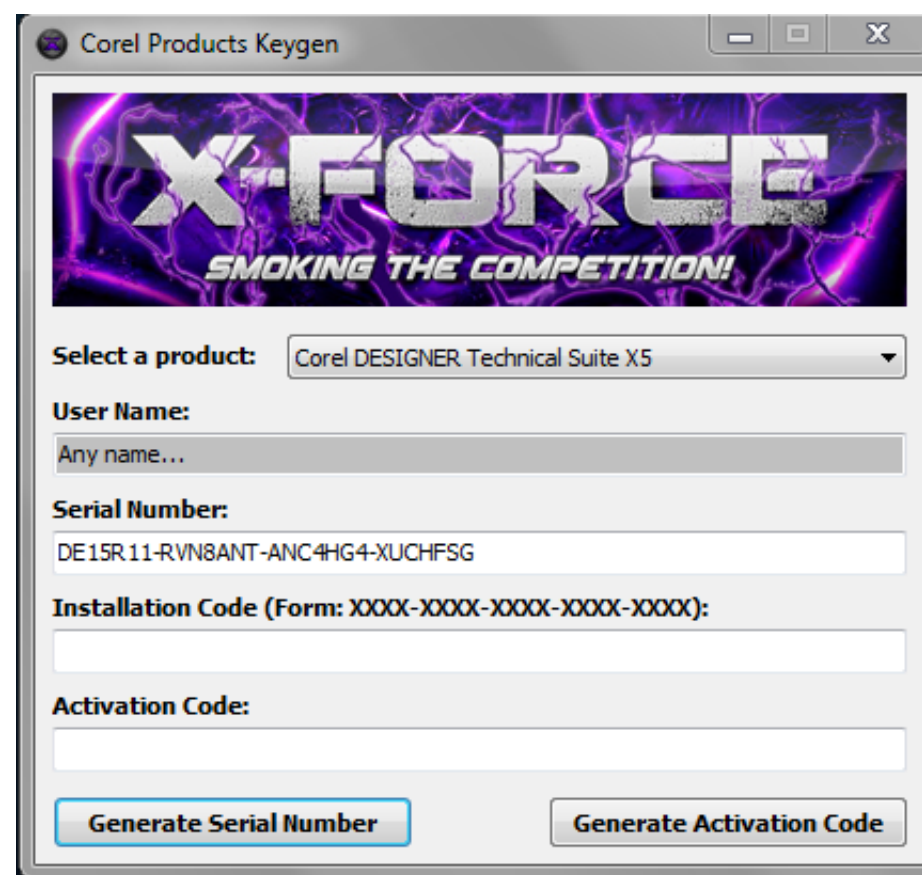 Corel Products Keygen
X-FORCE
SMOKING THE COMPETITION!
Select a product: Corel DESIGNER Technical Suite X5
User Name:
Any name...
Serial Number:
DE15R11-RVN8ANT-ANC4HG4-XUCHFSG
Installation Code (Form: XXXX-XXXX-XXXX-XXXX-XXXX):
Activation Code:
Generate Serial Number Generate Activation Code